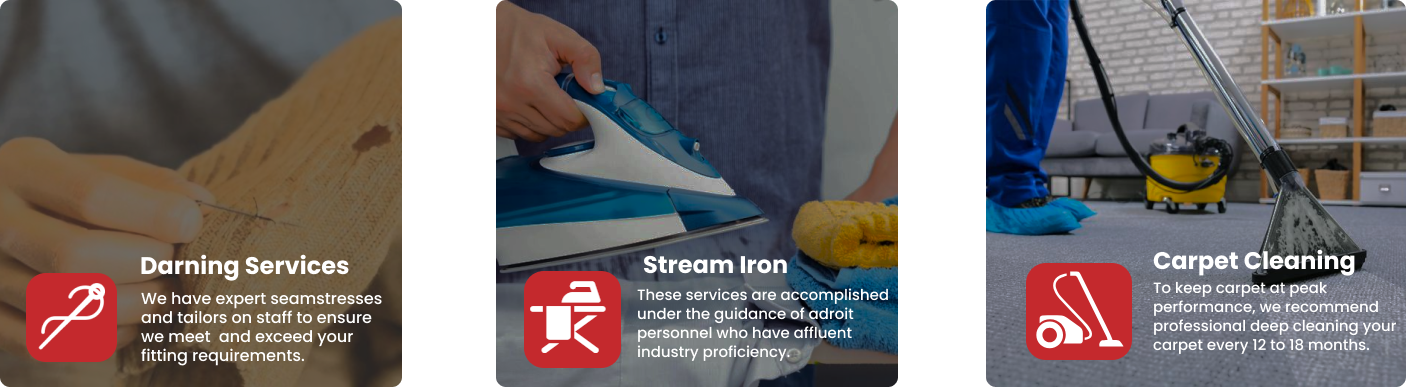 Darning Services
We have expert seamstresses
and tailors on staff to ensure
we meet and exceed your
fitting requirements.
Stream Iron
These services are accomplished
under the guidance of adroit
personnel who have affluent
industry proficiency.
Carpet Cleaning
To keep carpet at peak
performance, we recommend
professional deep cleaning your
carpet every 12 to 18 months.